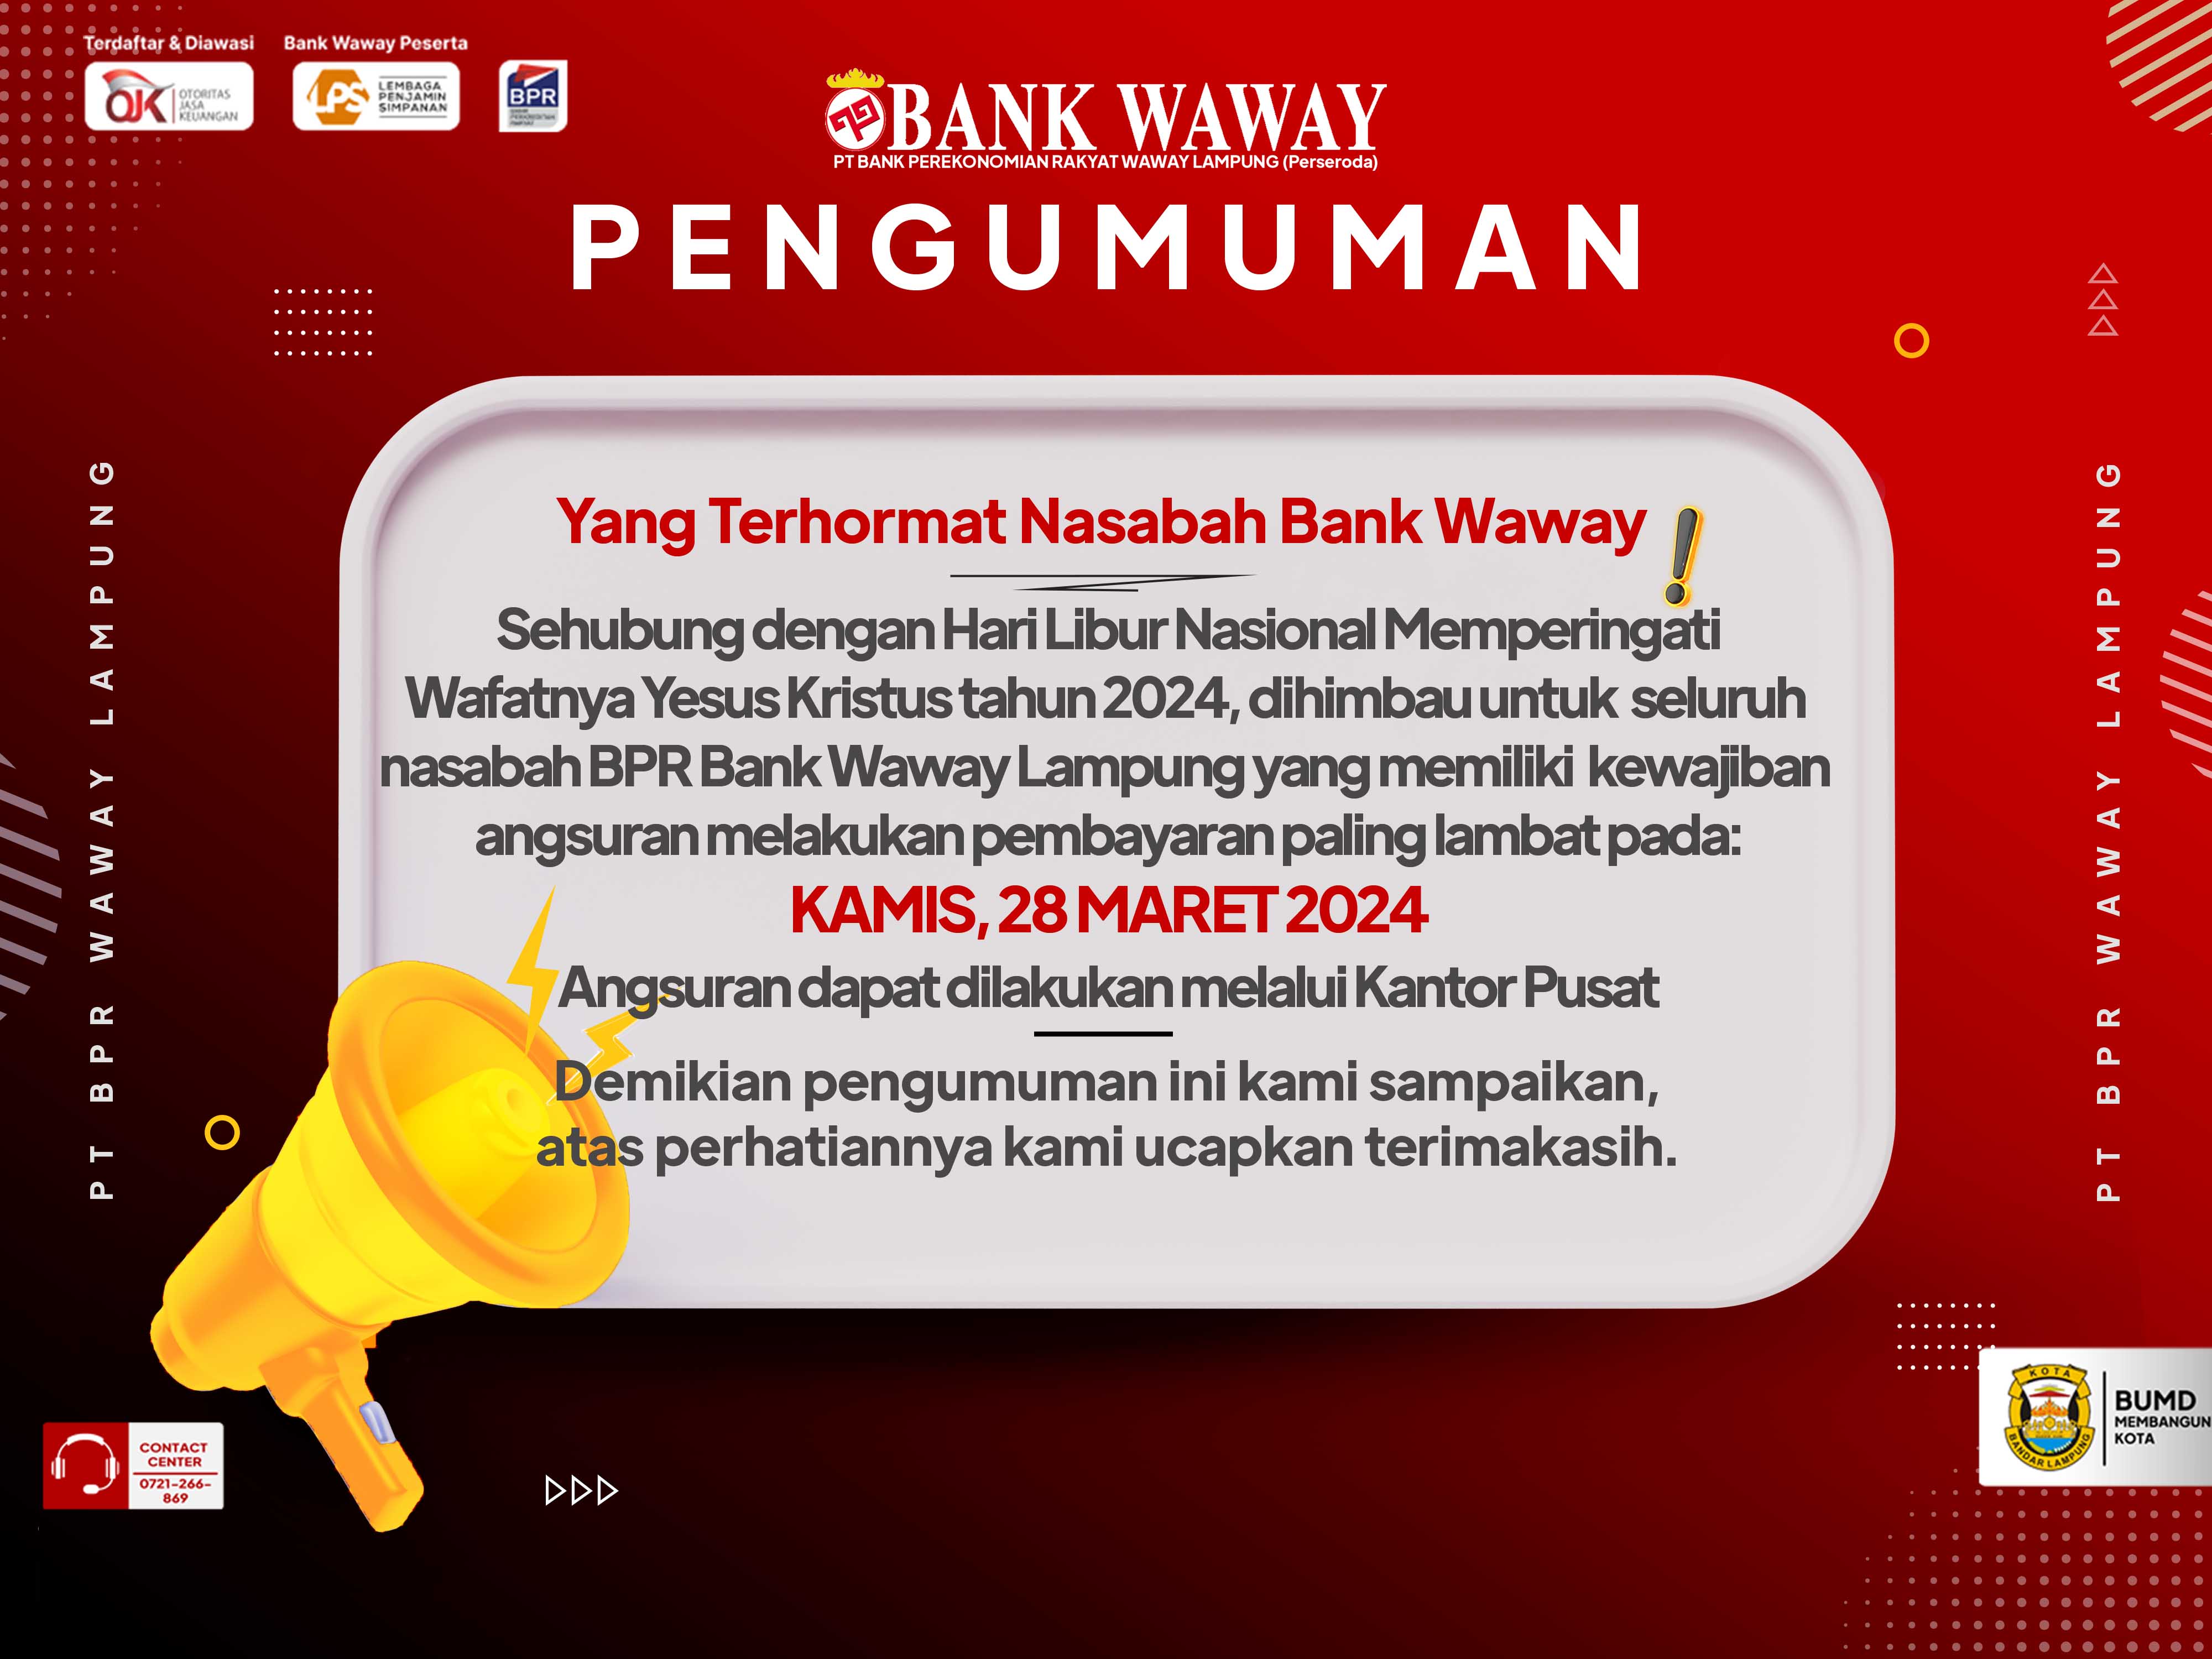 Terdaftar & Diawasi
Bank Waway Peserta
OJK
OTORITAS
JASA
KEUANGAN
LPS
LEMBAGA
PENJAMIN
SIMPANAN
BPR
BANK WAWAY
PT BANK PEREKONOMIAN RAKYAT WAWAY LAMPUNG (Perseroda)
PENGUMUMAN
PT BPR WAWAY LAMPUNG
Yang Terhormat Nasabah Bank Waway
Sehubung dengan Hari Libur Nasional Memperingati
Wafatnya Yesus Kristus tahun 2024, dihimbau untuk seluruh
nasabah BPR Bank Waway Lampung yang memiliki kewajiban
angsuran melakukan pembayaran paling lambat pada:
KAMIS, 28 MARET 2024
Angsuran dapat dilakukan melalui Kantor Pusat
Demikian pengumuman ini kami sampaikan,
atas perhatiannya kami ucapkan terimakasih.
PT BPR WAWAY LAMPUNG
CONTACT
CENTER
0721-266-
869
KOTA
BANDAR LAMPUNG
BUMD
MEMBANGUN
KOTA